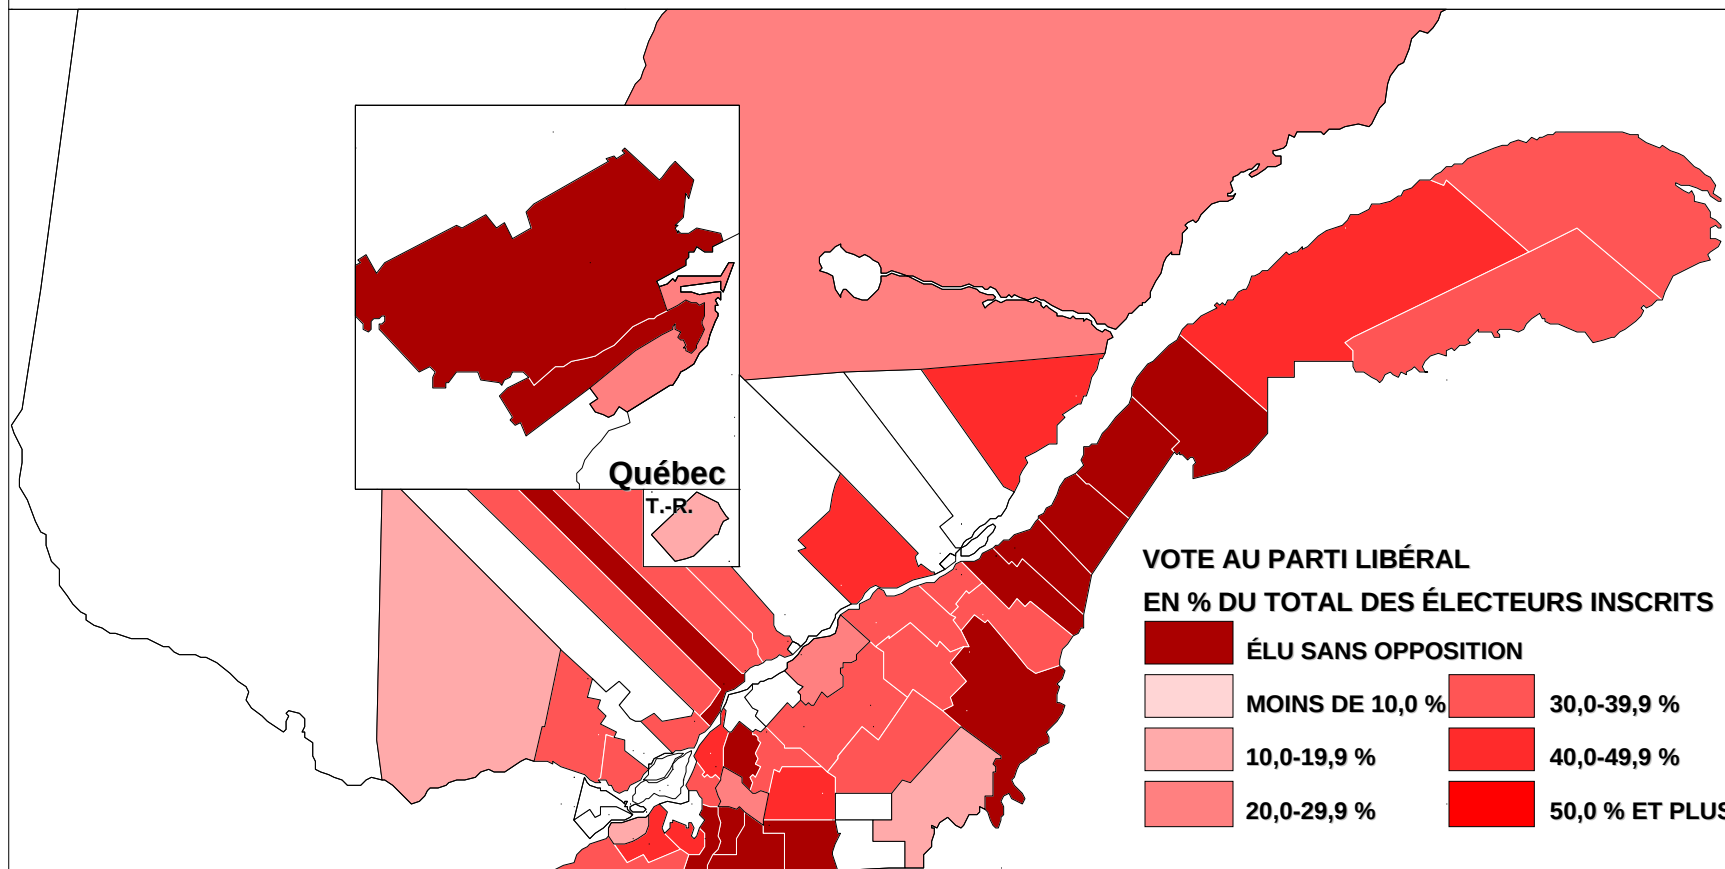 Québec
T.-R.
VOTE AU PARTI LIBÉRAL
EN % DU TOTAL DES ÉLECTEURS INSCRITS
ÉLU SANS OPPOSITION
MOINS DE 10,0 %
30,0-39,9 %
10,0-19,9 %
40,0-49,9 %
20,0-29,9 %
50,0 % ET PLUS